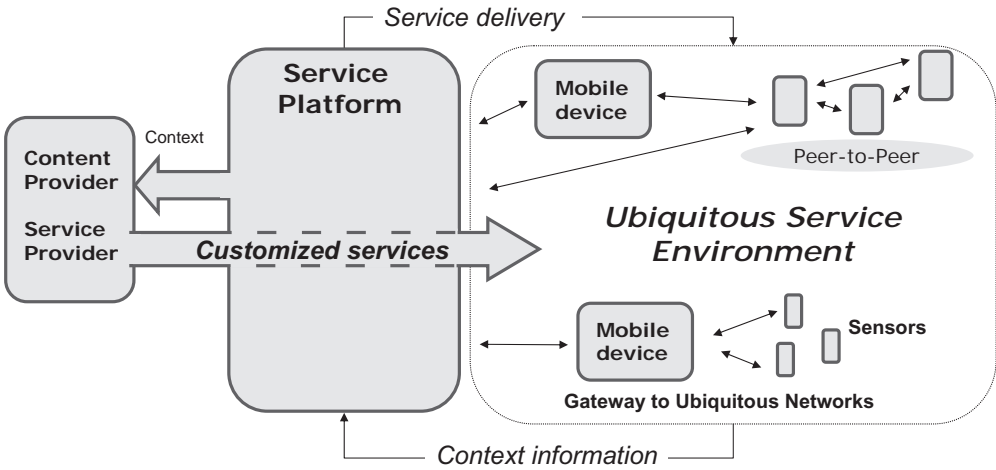 Service delivery
Service
Platform
Mobile
device
Peer-to-Peer
Context
Content
Provider
Service
Provider
Customized services
Ubiquitous Service
Environment
Mobile
device
Sensors
Gateway to Ubiquitous Networks
Context information